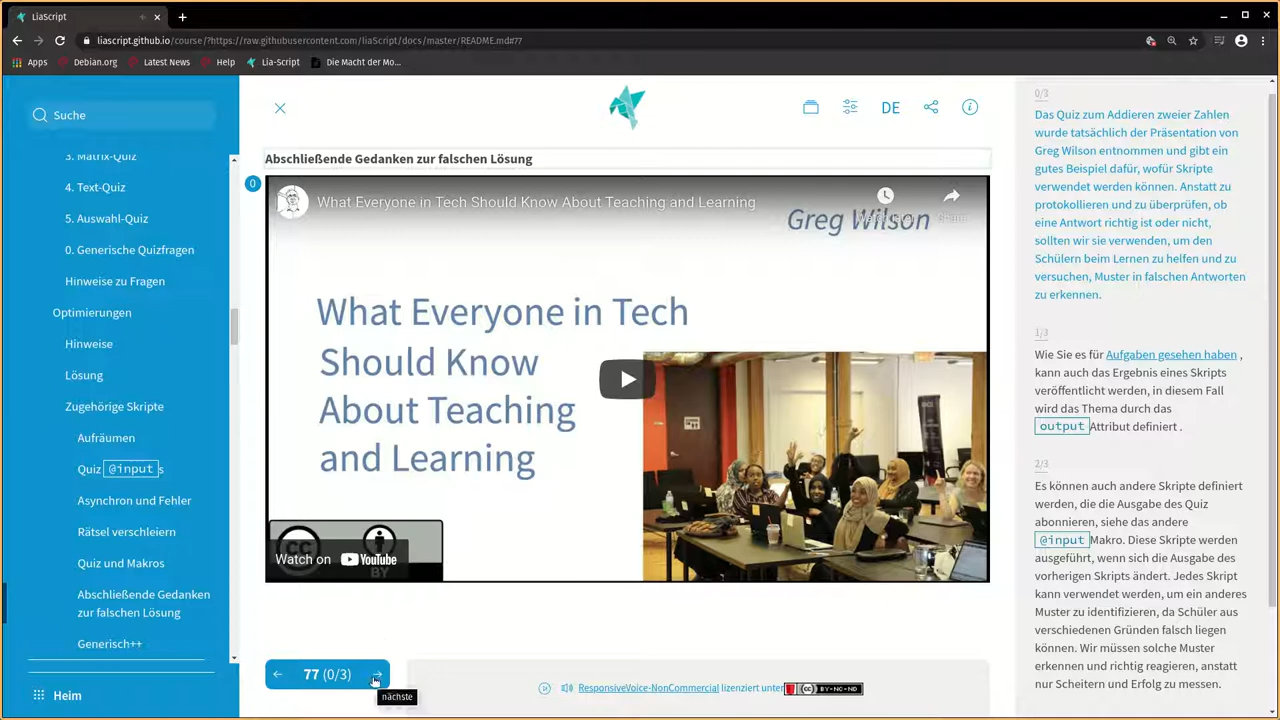 LiaScript
liascript.github.io/course/?https://raw.githubusercontent.com/liaScript/docs/master/README.md#77
Apps
Debian.org
Latest News
Help
Lia-Script
Die Macht der Mo...
Suche
3. Matrix-Quiz
4. Text-Quiz
5. Auswahl-Quiz
0. Generische Quizfragen
Hinweise zu Fragen
Optimierungen
Hinweise
Lösung
Zugehörige Skripte
Aufräumen
Quiz @input s
Asynchron und Fehler
Rätsel verschleiern
Quiz und Makros
Abschließende Gedanken
zur falschen Lösung
Generisch++
Heim
DE
Abschließende Gedanken zur falschen Lösung
0
What Everyone in Tech Should Know About Teaching and Learning
Greg Wilson
What Everyone in Tech
Should Know
About Teaching
and Learning
Watch on YouTube
BY
77 (0/3)
nächste
ResponsiveVoice-NonCommercial lizenziert unter
cc BY-NC-ND
0/3
Das Quiz zum Addieren zweier Zahlen
wurde tatsächlich der Präsentation von
Greg Wilson entnommen und gibt ein
gutes Beispiel dafür, wofür Skripte
verwendet werden können. Anstatt zu
protokollieren und zu überprüfen, ob
eine Antwort richtig ist oder nicht,
sollten wir sie verwenden, um den
Schülern beim Lernen zu helfen und zu
versuchen, Muster in falschen Antworten
zu erkennen.
1/3
Wie Sie es für Aufgaben gesehen haben ,
kann auch das Ergebnis eines Skripts
veröffentlicht werden, in diesem Fall
wird das Thema durch das
output Attribut definiert .
2/3
Es können auch andere Skripte definiert
werden, die die Ausgabe des Quiz
abonnieren, siehe das andere
@input Makro. Diese Skripte werden
ausgeführt, wenn sich die Ausgabe des
vorherigen Skripts ändert. Jedes Skript
kann verwendet werden, um ein anderes
Muster zu identifizieren, da Schüler aus
verschiedenen Gründen falsch liegen
können. Wir müssen solche Muster
erkennen und richtig reagieren, anstatt
nur Scheitern und Erfolg zu messen.